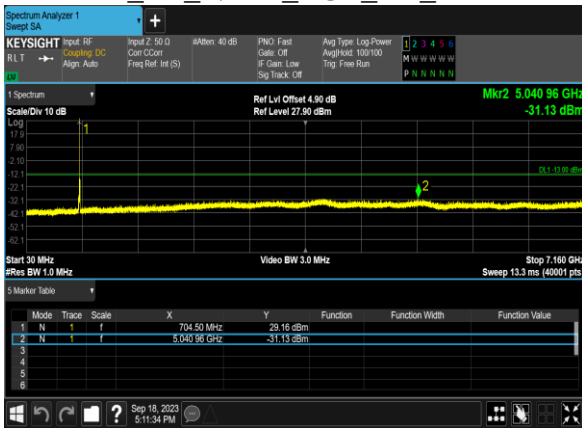 Spectrum Analyzer 1
Swept SA
KEYSIGHT Input: RF Input Z: 50 Ω #Atten: 40 dB PNO: Fast Avg Type: Log-Power 1 2 3 4 5 6
RLT Coupling: DC Corr CCorr Gate: Off Avg|Hold: 100/100 M W W W W W
Align: Auto Freq Ref: Int (S) IF Gain: Low Trig: Free Run
Sig Track: Off P N N N N N
1 Spectrum Ref Lvl Offset 4.90 dB Mkr2 5.040 96 GHz
Scale/Div 10 dB Ref Level 27.90 dBm -31.13 dBm
Log
17.9 1
7.90
-2.10
-12.1 DL1 -13.00 dBm
-22.1 2
-32.1
-42.1
-52.1
-62.1
Start 30 MHz Video BW 3.0 MHz Stop 7.160 GHz
#Res BW 1.0 MHz Sweep 13.3 ms (40001 pts
5 Marker Table
Mode Trace Scale X Y Function Function Width Function Value
1 N 1 f 704.50 MHz 29.16 dBm
2 N 1 f 5.040 96 GHz -31.13 dBm
3
4
5
6
? Sep 18, 2023
5:11:34 PM